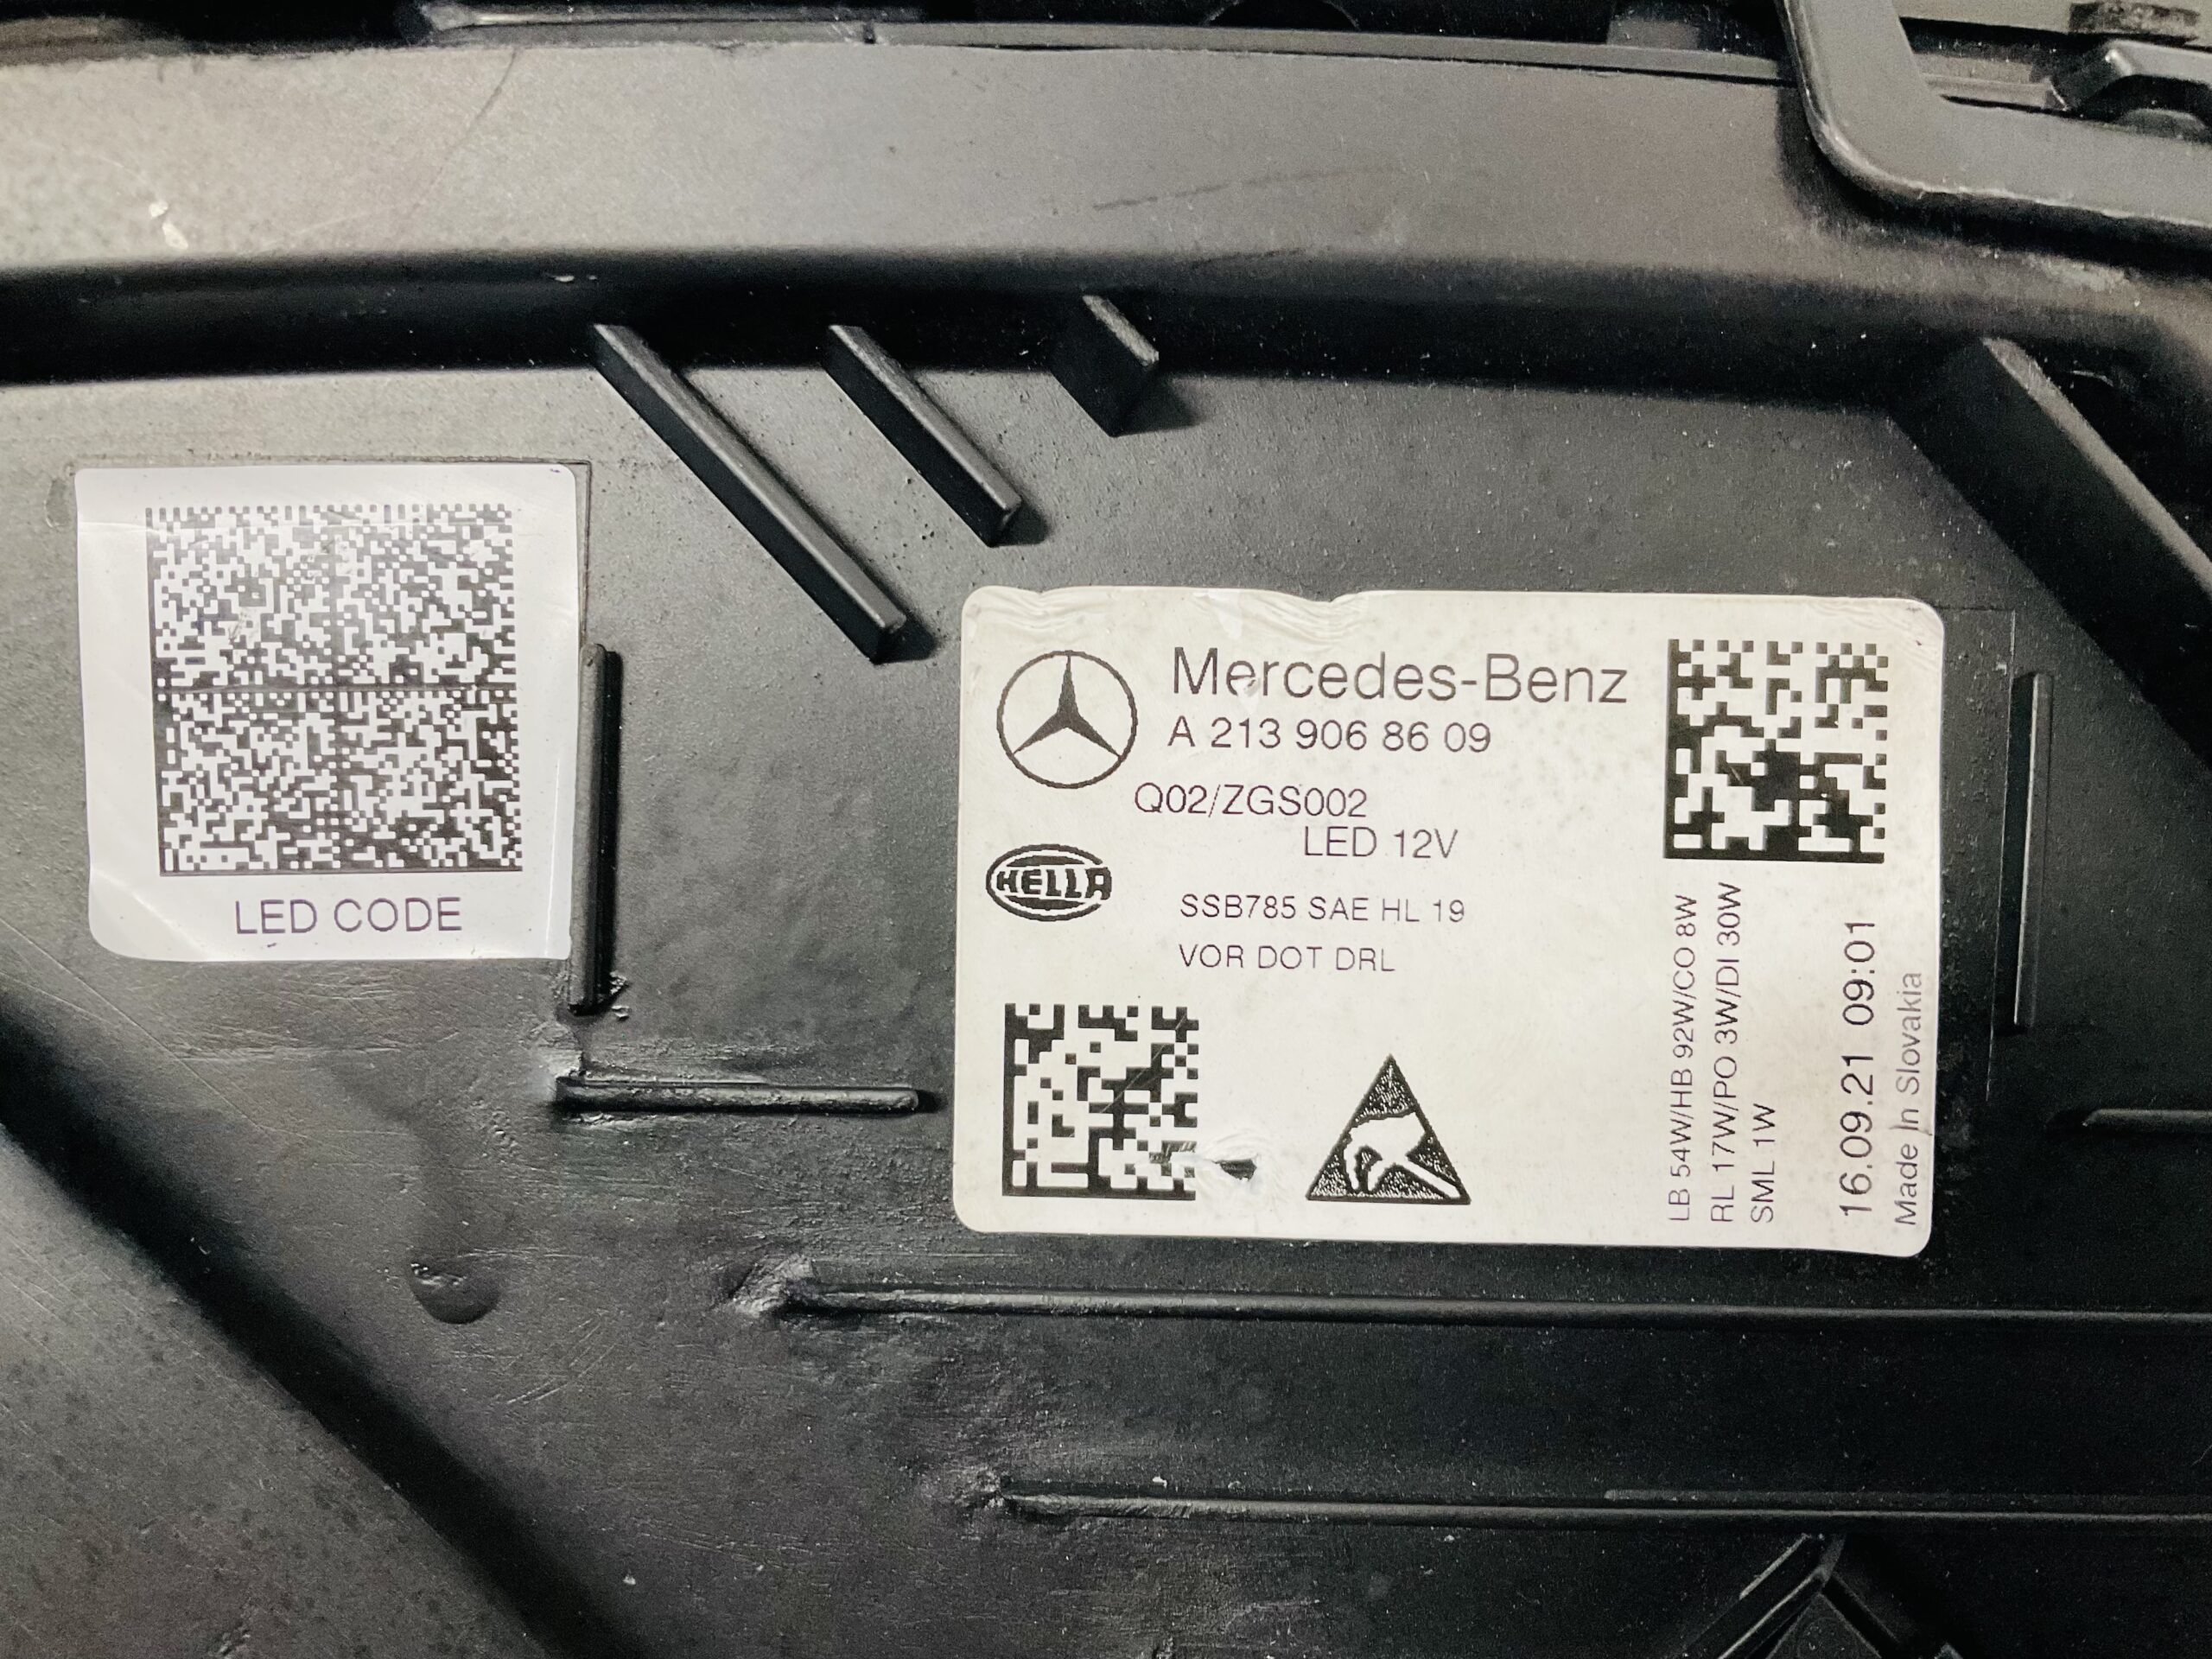 LED CODE
Mercedes-Benz
A 213 906 86 09
Q02/ZGS002
LED 12V
HELLA
SSB785 SAE HL 19
VOR DOT DRL
LB 54W/HB 92W/CO 8W
RL 17W/PO 3W/DI 30W
SML 1W
16.09.21 09:01
Made In Slovakia